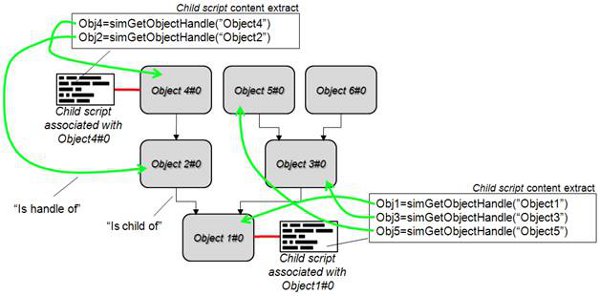 Child script content extract
Obj4=simGetObjectHandle("Object4")
Obj2=simGetObjectHandle(“Object2”)
Object 4#0
Object 5#0
Object 6#0
Child script
associated with
Object4#0
Object 2#0
Object 3#0
“Is handle of”
“Is child of”
Child script content extract
Obj1=simGetObjectHandle("Object1")
Obj3=simGetObjectHandle(“Object3”)
Obj5=simGetObjectHandle(“Object5”)
Object 1#0
Child script
associated with
Object1#0